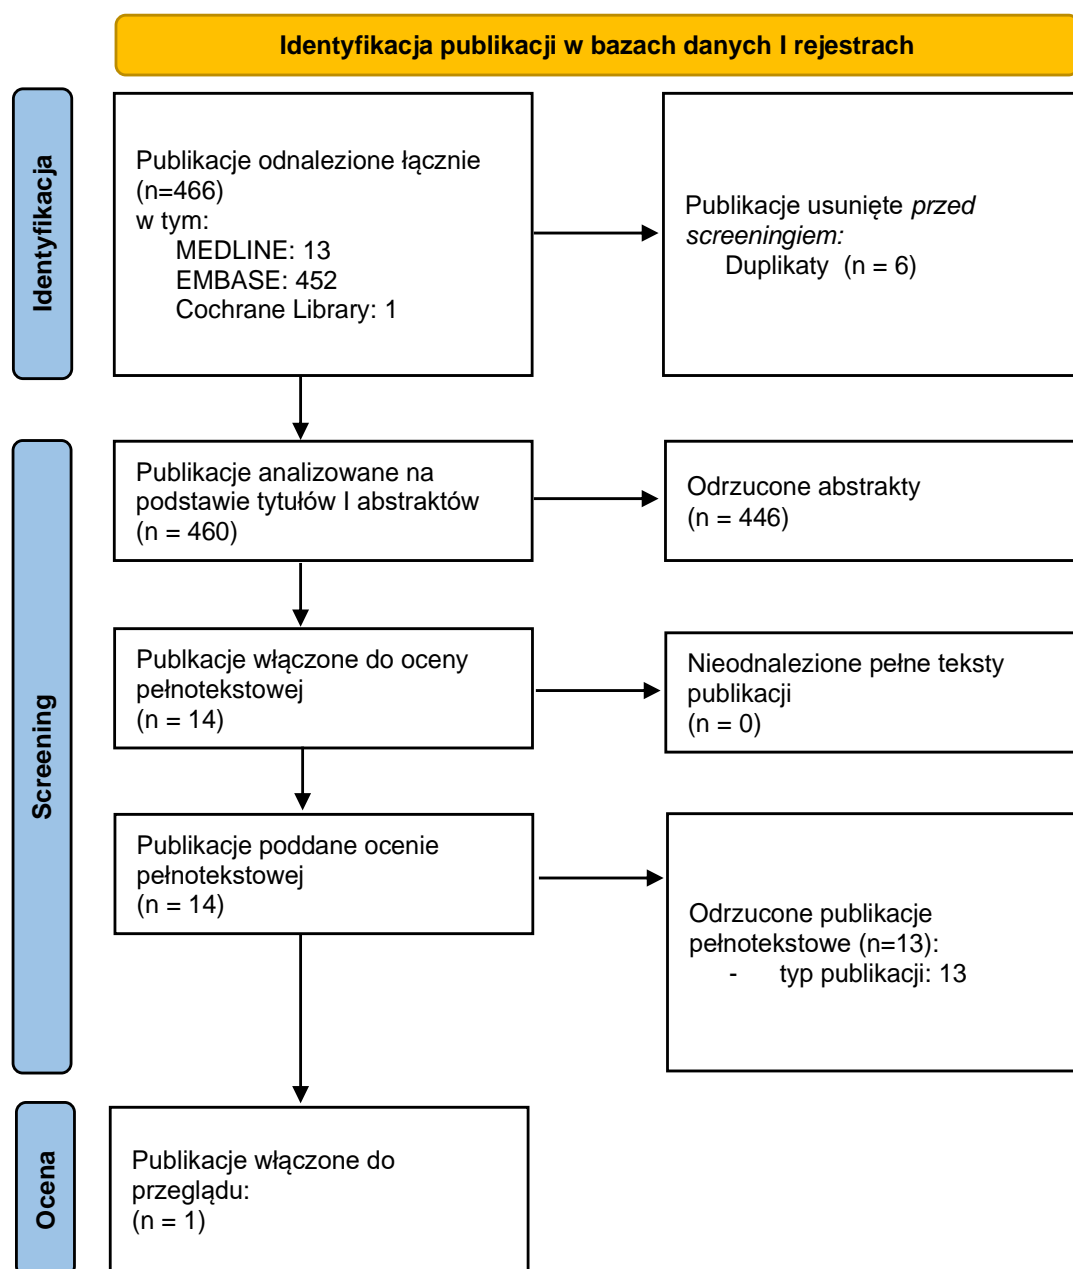 Identyfikacja publikacji w bazach danych I rejestrach
Identyfikacja
Publikacje odnalezione łącznie
(n=466)
w tym:
MEDLINE: 13
EMBASE: 452
Cochrane Library: 1
Publikacje usunięte przed
screeningiem:
Duplikaty (n = 6)
Screening
Publikacje analizowane na
podstawie tytułów I abstraktów
(n = 460)
Odrzucone abstrakty
(n = 446)
Publkacje włączone do oceny
pełnotekstowej
(n = 14)
Nieodnalezione pełne teksty
publikacji
(n = 0)
Publikacje poddane ocenie
pełnotekstowej
(n = 14)
Odrzucone publikacje
pełnotekstowe (n=13):
- typ publikacji: 13
Ocena
Publikacje włączone do
przeglądu:
(n = 1)